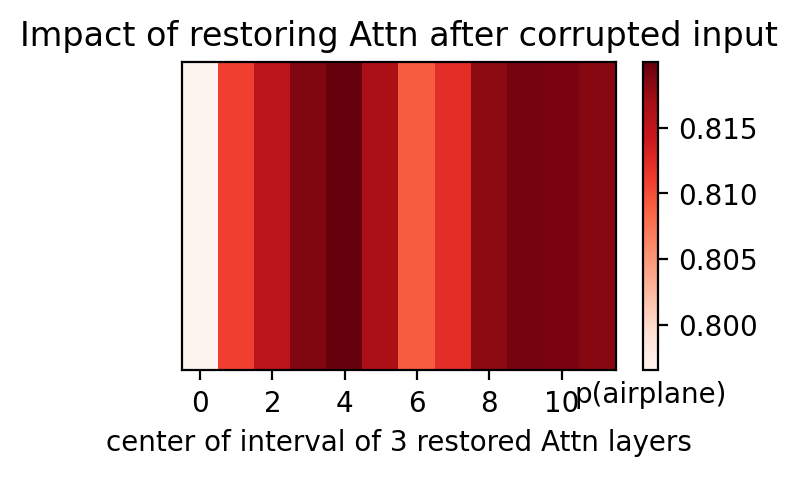 Impact of restoring Attn after corrupted input
0.815
0.810
0.805
0.800
0 2 4 6 8 10
p(airplane)
center of interval of 3 restored Attn layers